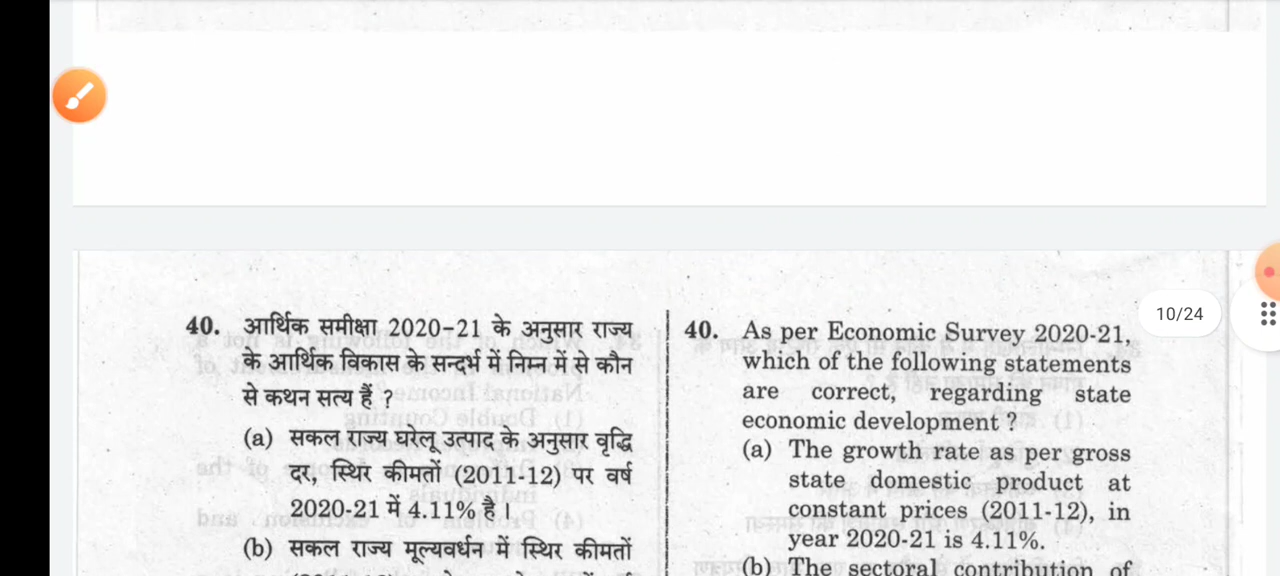 10/24
40. आर्थिक समीक्षा 2020-21 के अनुसार राज्य
के आर्थिक विकास के सन्दर्भ में निम्न में से कौन
से कथन सत्य हैं ?
(a) सकल राज्य घरेलू उत्पाद के अनुसार वृद्धि
दर, स्थिर कीमतों (2011-12) पर वर्ष
2020-21 में 4.11% है।
(b) सकल राज्य मूल्यवर्धन में स्थिर कीमतों
40. As per Economic Survey 2020-21,
which of the following statements
are correct, regarding state
economic development ?
(a) The growth rate as per gross
state domestic product at
constant prices (2011-12), in
year 2020-21 is 4.11%.
(b) The sectoral contribution of